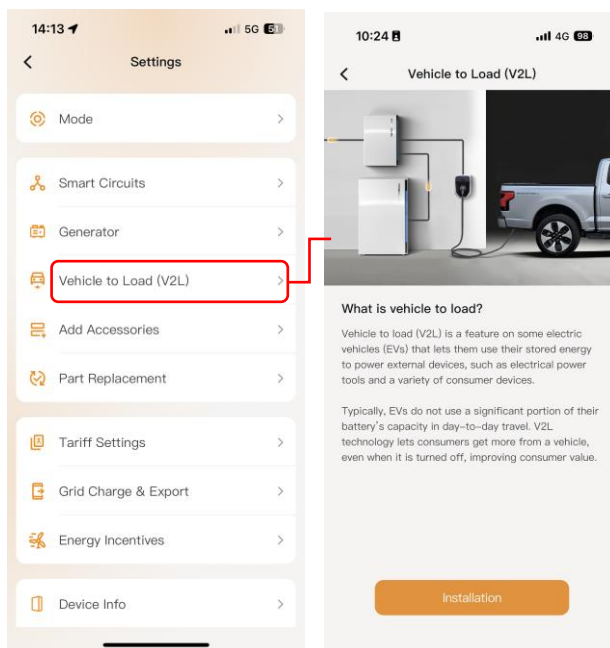 14:13
5G 51
Settings
Mode
Smart Circuits
Generator
Vehicle to Load (V2L)
Add Accessories
Part Replacement
Tariff Settings
Grid Charge & Export
Energy Incentives
Device Info
10:24
4G 98
Vehicle to Load (V2L)
What is vehicle to load?
Vehicle to load (V2L) is a feature on some electric
vehicles (EVs) that lets them use their stored energy
to power external devices, such as electrical power
tools and a variety of consumer devices.
Typically, EVs do not use a significant portion of their
battery's capacity in day-to-day travel. V2L
technology lets consumers get more from a vehicle,
even when it is turned off, improving consumer value.
Installation